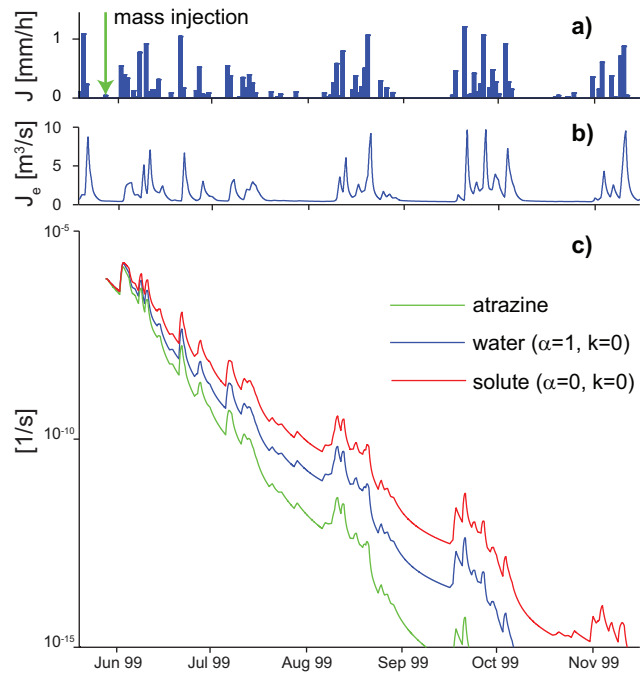 mass injection
a)
J [mm/h]
1
0
b)
Jₑ [m³/s]
10
5
0
c)
[1/s]
10⁻⁵
10⁻¹⁰
10⁻¹⁵
atrazine
water (α=1, k=0)
solute (α=0, k=0)
Jun 99 Jul 99 Aug 99 Sep 99 Oct 99 Nov 99